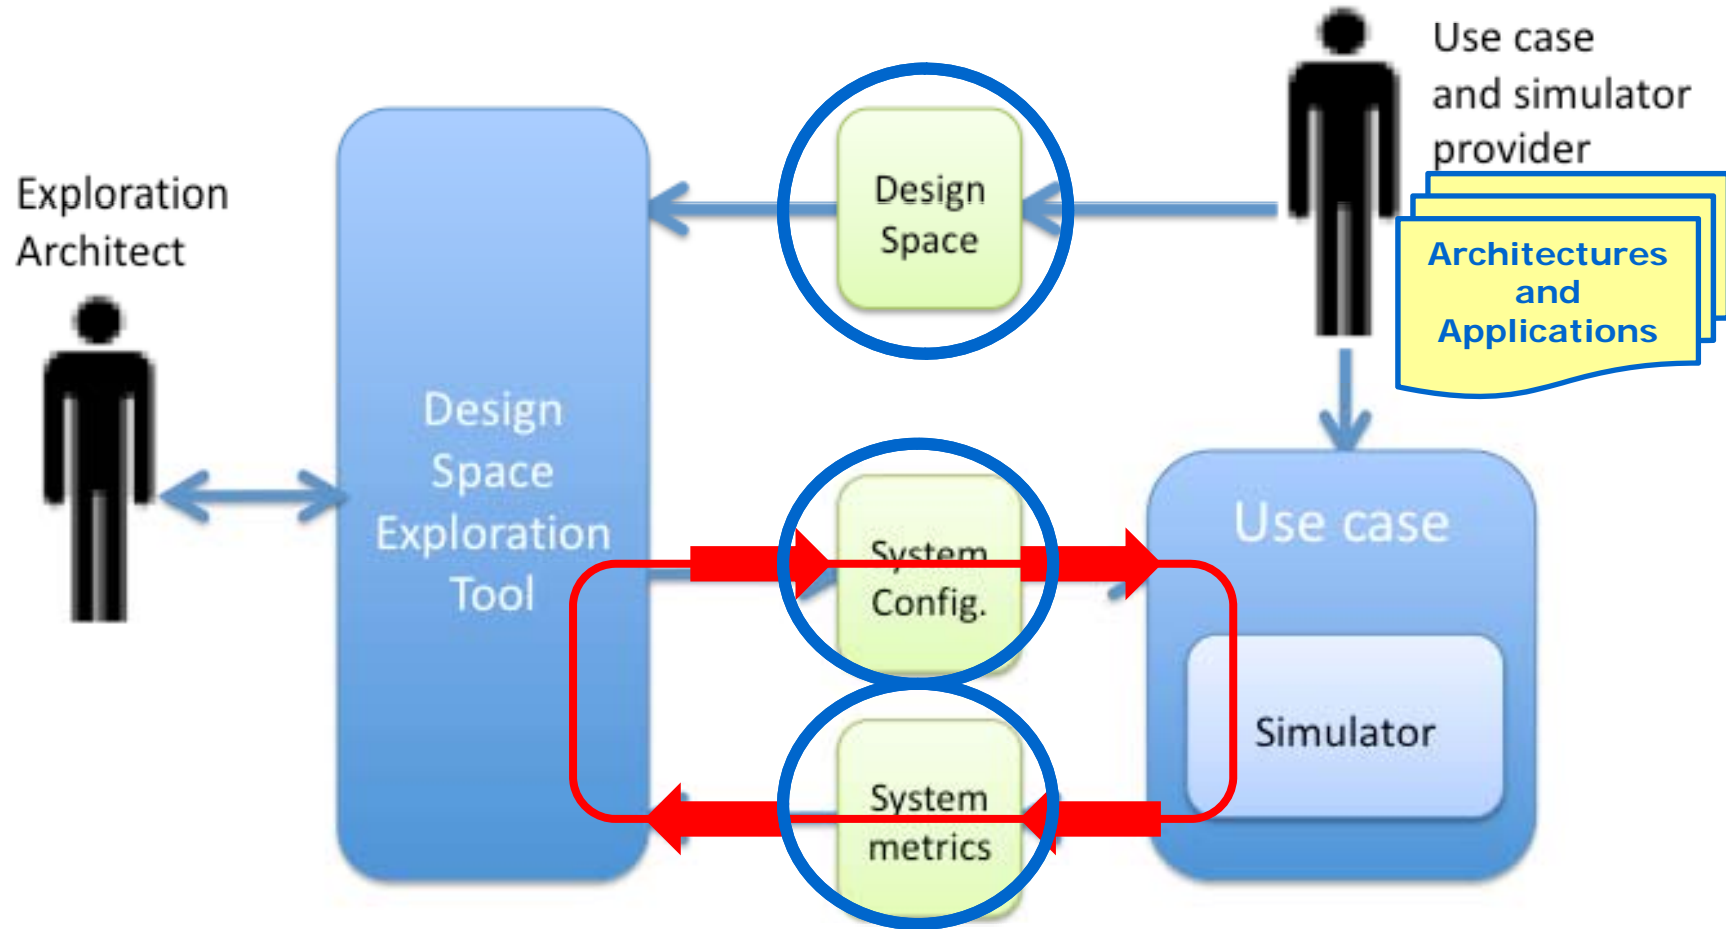 Exploration
Architect
Design
Space
Exploration
Tool
Design
Space
System
Config.
System
metrics
Use case
and simulator
provider
Architectures
and
Applications
Use case
Simulator